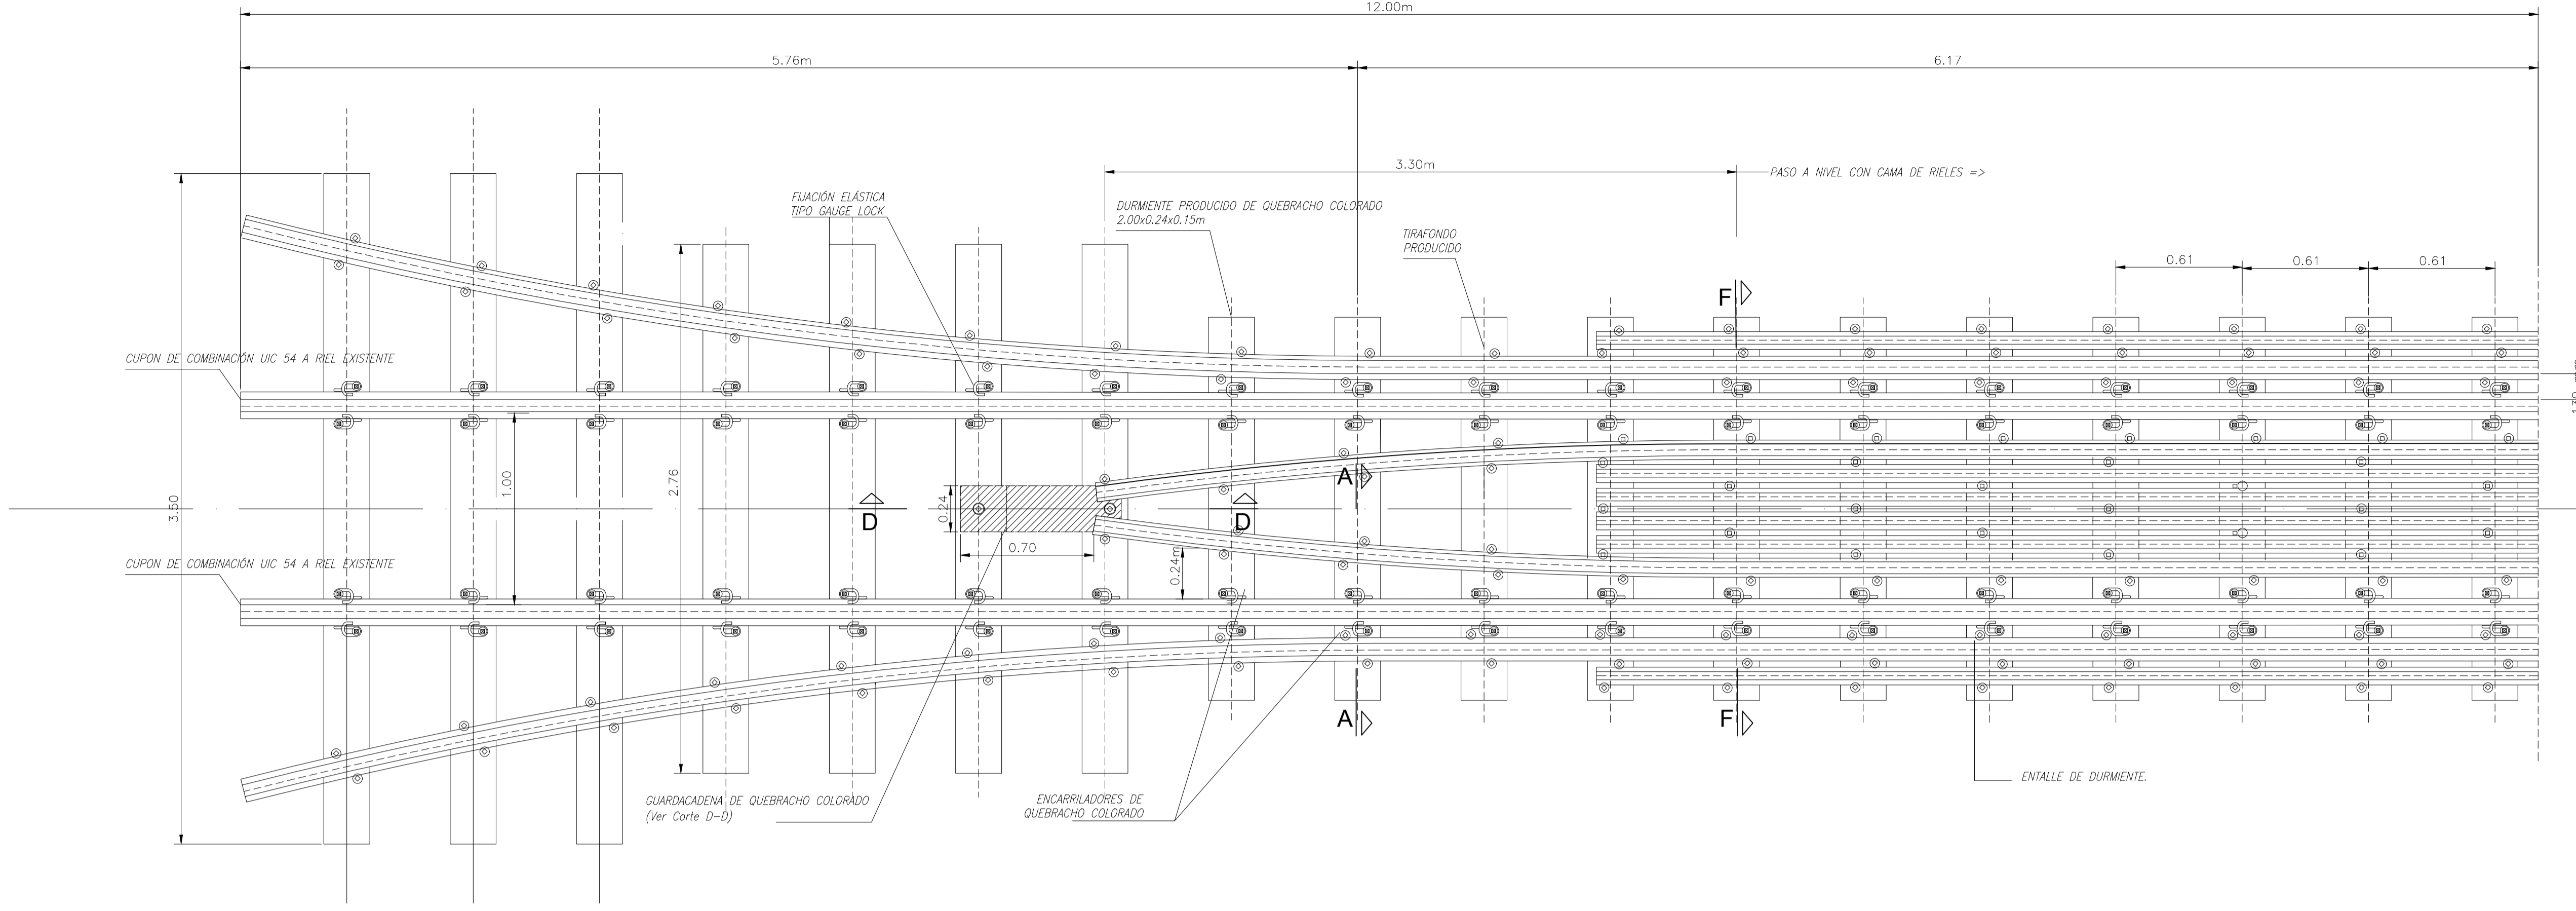 12.00m
5.76m
6.17
3.30m
PASO A NIVEL CON CAMA DE RIELES =>
FIJACIÓN ELÁSTICA
TIPO GAUGE LOCK
DURMIENTE PRODUCIDO DE QUEBRACHO COLORADO
2.00x0.24x0.15m
TIRAFONDO
PRODUCIDO
0.61
0.61
0.61
F
CUPON DE COMBINACIÓN UIC 54 A RIEL EXISTENTE
3.50
1.00
2.76
0.24
D
D
A
0.70
0.24m
CUPON DE COMBINACIÓN UIC 54 A RIEL EXISTENTE
A
F
GUARDACADENA DE QUEBRACHO COLORADO
(Ver Corte D-D)
ENCARRILADORES DE
QUEBRACHO COLORADO
ENTALLE DE DURMIENTE.